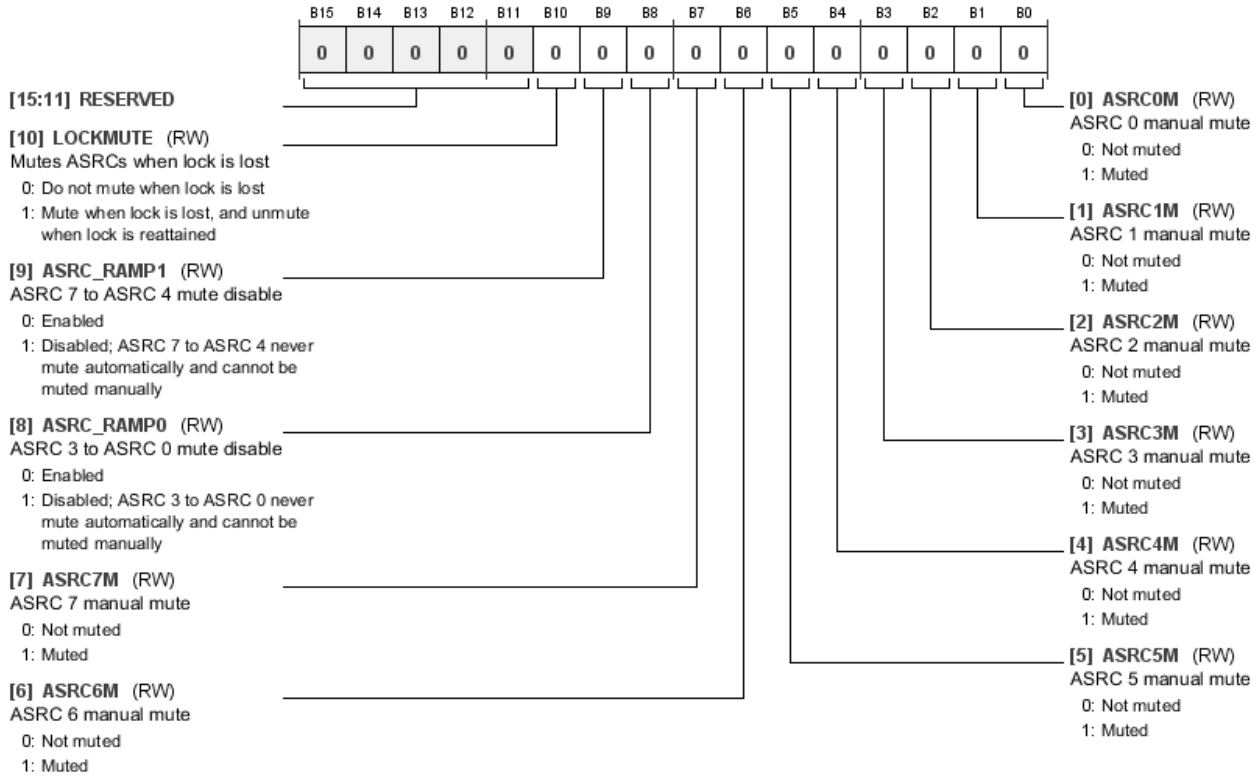 B15 B14 B13 B12 B11 B10 B9 B8 B7 B6 B5 B4 B3 B2 B1 B0
0 0 0 0 0 0 0 0 0 0 0 0 0 0 0 0
[15:11] RESERVED
[10] LOCKMUTE (RW)
Mutes ASRCs when lock is lost
0: Do not mute when lock is lost
1: Mute when lock is lost, and unmute
when lock is reattained
[9] ASRC_RAMP1 (RW)
ASRC 7 to ASRC 4 mute disable
0: Enabled
1: Disabled; ASRC 7 to ASRC 4 never
mute automatically and cannot be
muted manually
[8] ASRC_RAMP0 (RW)
ASRC 3 to ASRC 0 mute disable
0: Enabled
1: Disabled; ASRC 3 to ASRC 0 never
mute automatically and cannot be
muted manually
[7] ASRC7M (RW)
ASRC 7 manual mute
0: Not muted
1: Muted
[6] ASRC6M (RW)
ASRC 6 manual mute
0: Not muted
1: Muted
[0] ASRC0M (RW)
ASRC 0 manual mute
0: Not muted
1: Muted
[1] ASRC1M (RW)
ASRC 1 manual mute
0: Not muted
1: Muted
[2] ASRC2M (RW)
ASRC 2 manual mute
0: Not muted
1: Muted
[3] ASRC3M (RW)
ASRC 3 manual mute
0: Not muted
1: Muted
[4] ASRC4M (RW)
ASRC 4 manual mute
0: Not muted
1: Muted
[5] ASRC5M (RW)
ASRC 5 manual mute
0: Not muted
1: Muted